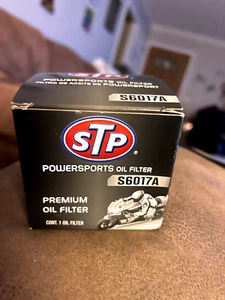 POWERSPORTS OIL FILTER
FILTRO DE ACEITE DE POWERSPORT
S6017A
STP
POWERSPORTS OIL FILTER
S6017A
PREMIUM
OIL FILTER
CONT. 1 OIL FILTER